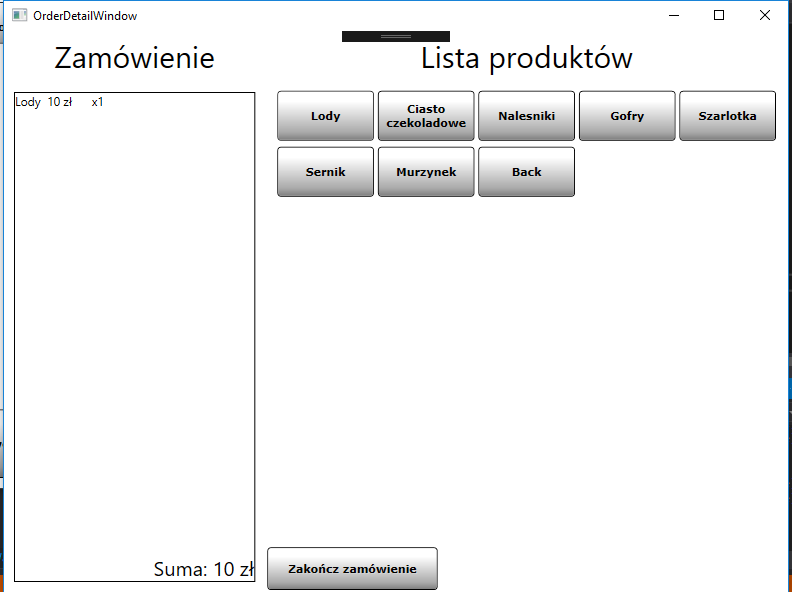 OrderDetailWindow
Zamówienie
Lista produktów
Lody 10 zł x1
Lody
Ciasto
czekoladowe
Nalesniki
Gofry
Szarlotka
Sernik
Murzynek
Back
Suma: 10 zł
Zakończ zamówienie